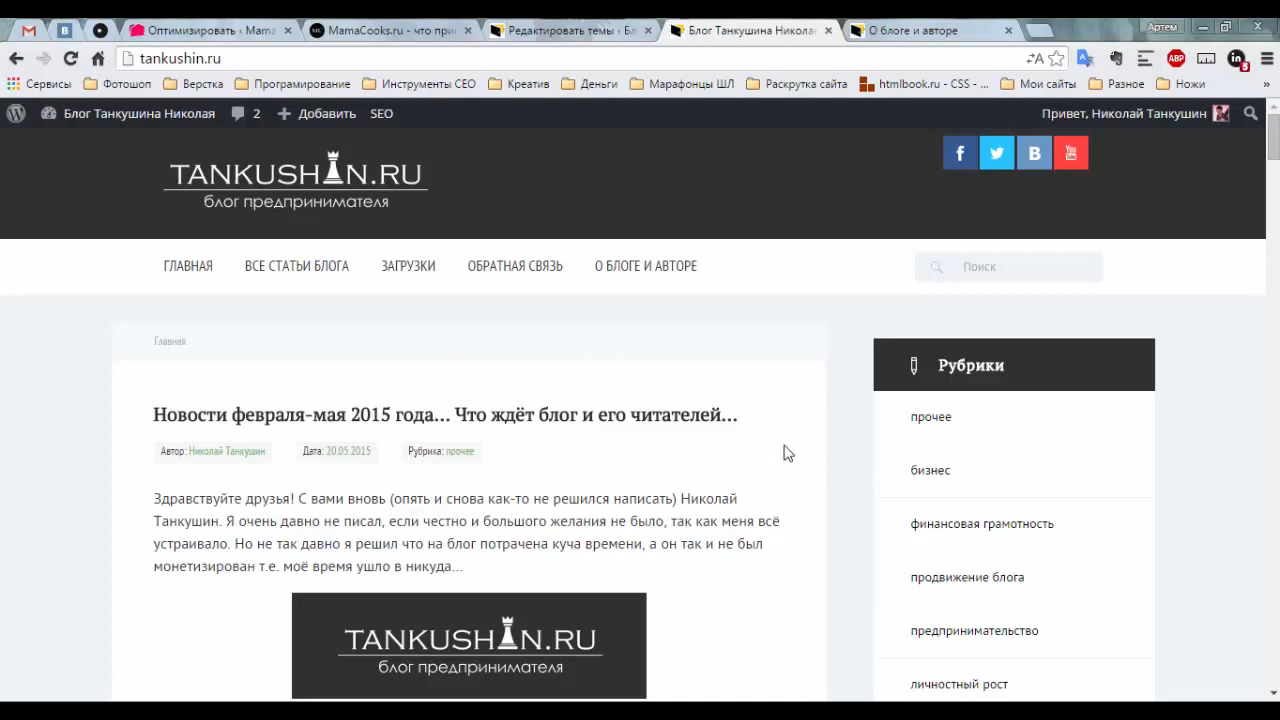 Оптимизировать ‹ Mama
MamaCooks.ru - что при
Редактировать темы ‹ Бл
Блог Танкушина Никола
О блоге и авторе
Артем
tankushin.ru
Сервисы
Фотошоп
Верстка
Программирование
Инструменты СЕО
Креатив
Деньги
Марафонцы ШЛ
Раскрутка сайта
htmlbook.ru - CSS - ...
Мои сайты
Разное
Ножи
Блог Танкушина Николая
2
Добавить
SEO
Привет, Николай Танкушин
TANKUSHIN.RU
блог предпринимателя
ГЛАВНАЯ
ВСЕ СТАТЬИ БЛОГА
ЗАГРУЗКИ
ОБРАТНАЯ СВЯЗЬ
О БЛОГЕ И АВТОРЕ
Поиск
Главная
Новости февраля-мая 2015 года… Что ждёт блог и его читателей…
Автор: Николай Танкушин
Дата: 20.05.2015
Рубрика: прочее
Здравствуйте друзья! С вами вновь (опять и снова как-то не решился написать) Николай
Танкушин. Я очень давно не писал, если честно и большого желания не было, так как меня всё
устраивало. Но не так давно я решил что на блог потрачена куча времени, а он так и не был
монетизирован т.е. моё время ушло в никуда…
TANKUSHIN.RU
блог предпринимателя
Рубрики
прочее
бизнес
финансовая грамотность
продвижение блога
предпринимательство
личностный рост